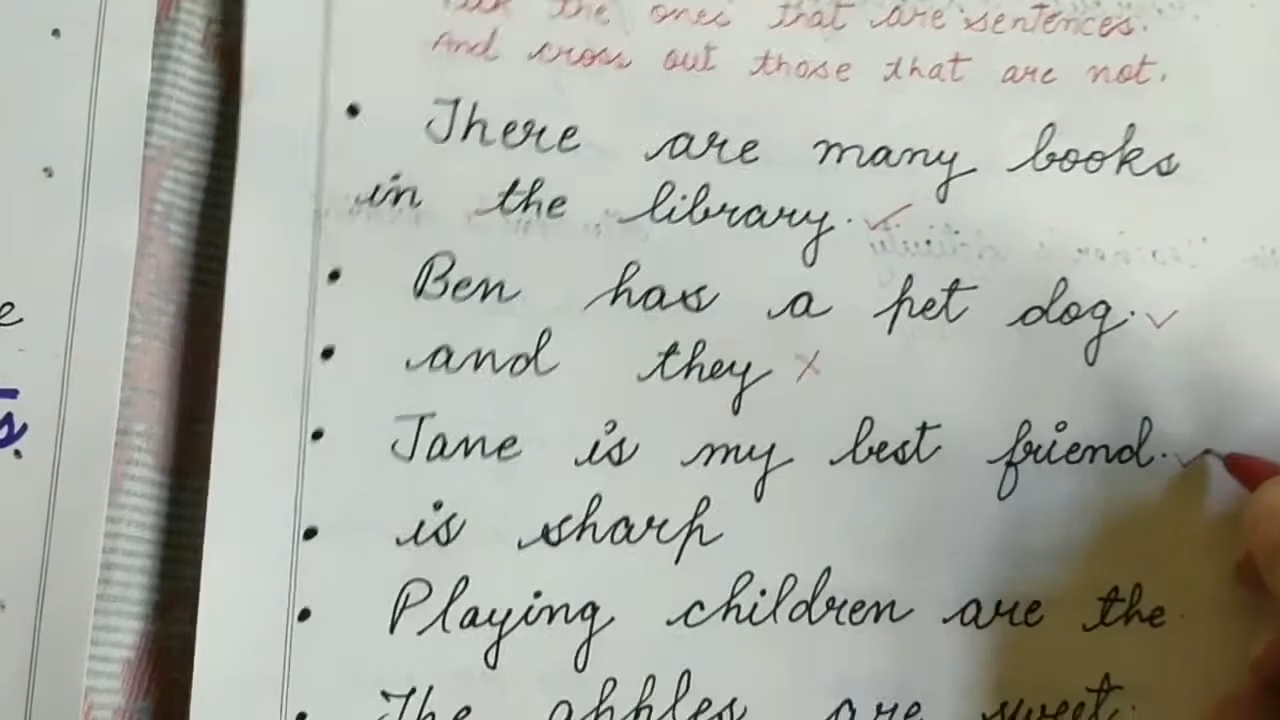 the ones that are sentences.
And cross out those that are not.
• There are many books
in the library. ✓
• Ben has a pet dog. ✓
• and they ×
• Jane is my best friend. ✓
• is sharp
• Playing children are the
• The apples are sweet.
e
s.